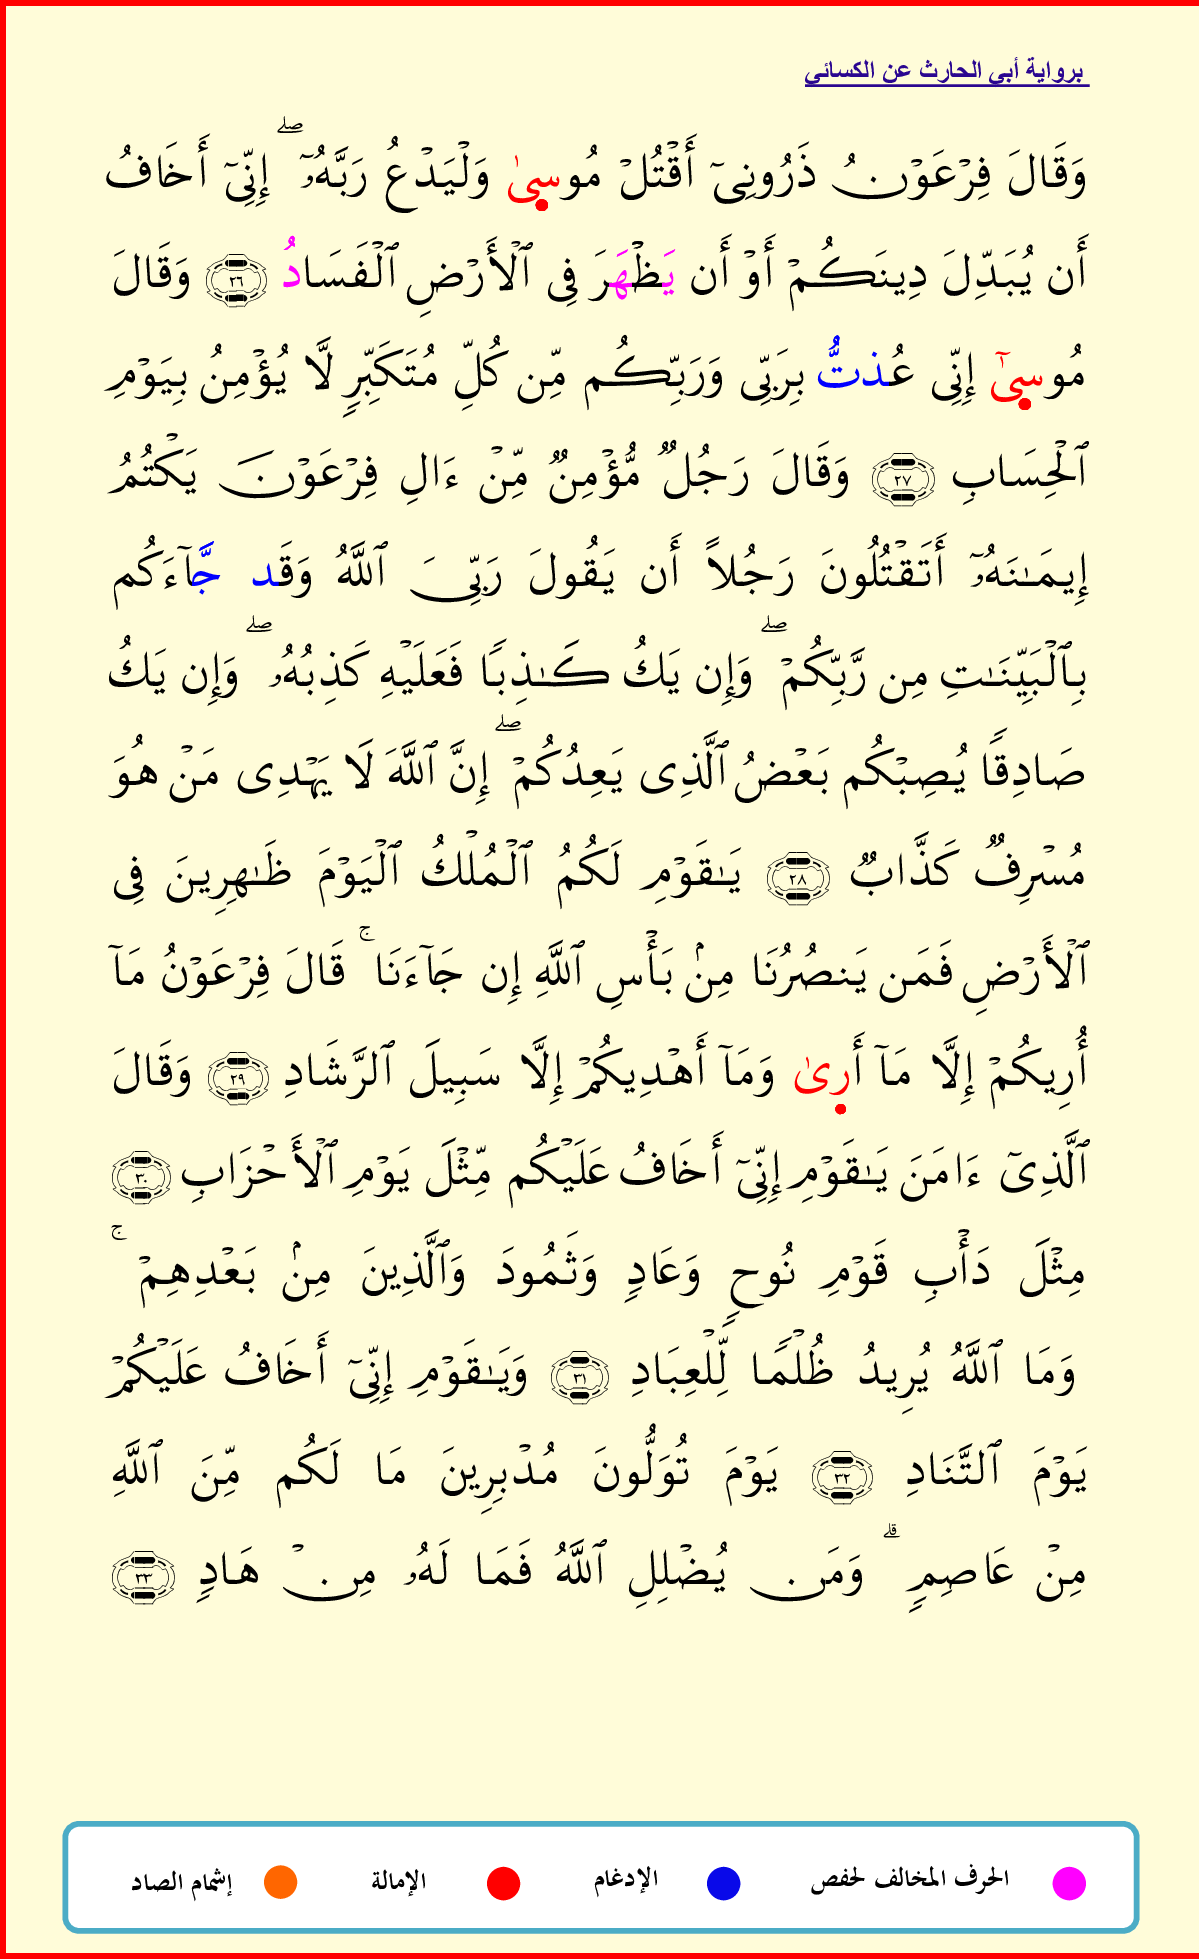 برواية أبي الحارث عن الكسائي
وَقَالَ فِرْعَوْنُ ذَرُونِىٓ أَقْتُلْ مُوسِىٰ وَلْيَدْعُ رَبَّهُۥٓ ۖ إِنِّىٓ أَخَافُ
أَن يُبَدِّلَ دِينَكُمْ أَوْ أَن يَظْهَرَ فِى ٱلْأَرْضِ ٱلْفَسَادُ ٢٦ وَقَالَ
مُوسِىٰٓ إِنِّى عُذتُّ بِرَبِّى وَرَبِّكُم مِّن كُلِّ مُتَكَبِّرٍ لَّا يُؤْمِنُ بِيَوْمِ
ٱلْحِسَابِ ٢٧ وَقَالَ رَجُلٌ مُّؤْمِنٌ مِّنْ ءَالِ فِرْعَوْنَ يَكْتُمُ
إِيمَـٰنَهُۥٓ أَتَقْتُلُونَ رَجُلاً أَن يَقُولَ رَبِّىَ ٱللَّهُ وَقَد جَّآءَكُم
بِٱلْبَيِّنَـٰتِ مِن رَّبِّكُمْ ۖ وَإِن يَكُ كَـٰذِبًا فَعَلَيْهِ كَذِبُهُۥ ۖ وَإِن يَكُ
صَادِقًا يُصِبْكُم بَعْضُ ٱلَّذِى يَعِدُكُمْ ۖ إِنَّ ٱللَّهَ لَا يَهْدِى مَنْ هُوَ
مُسْرِفٌ كَذَّابٌ ٢٨ يَـٰقَوْمِ لَكُمُ ٱلْمُلْكُ ٱلْيَوْمَ ظَـٰهِرِينَ فِى
ٱلْأَرْضِ فَمَن يَنصُرُنَا مِنۢ بَأْسِ ٱللَّهِ إِن جَآءَنَا ۚ قَالَ فِرْعَوْنُ مَآ
أُرِيكُمْ إِلَّا مَآ أَرِىٰ وَمَآ أَهْدِيكُمْ إِلَّا سَبِيلَ ٱلرَّشَادِ ٢٩ وَقَالَ
ٱلَّذِىٓ ءَامَنَ يَـٰقَوْمِ إِنِّىٓ أَخَافُ عَلَيْكُم مِّثْلَ يَوْمِ ٱلْأَحْزَابِ ٣٠
مِثْلَ دَأْبِ قَوْمِ نُوحٍ وَعَادٍ وَثَمُودَ وَٱلَّذِينَ مِنۢ بَعْدِهِمْ ۚ
وَمَا ٱللَّهُ يُرِيدُ ظُلْمًا لِّلْعِبَادِ ٣١ وَيَـٰقَوْمِ إِنِّىٓ أَخَافُ عَلَيْكُمْ
يَوْمَ ٱلتَّنَادِ ٣٢ يَوْمَ تُوَلُّونَ مُدْبِرِينَ مَا لَكُم مِّنَ ٱللَّهِ
مِنْ عَاصِمٍ ۗ وَمَن يُضْلِلِ ٱللَّهُ فَمَا لَهُۥ مِنْ هَادٍ ٣٣
الحرف المخالف لحفص الإدغام الإمالة إشمام الصاد